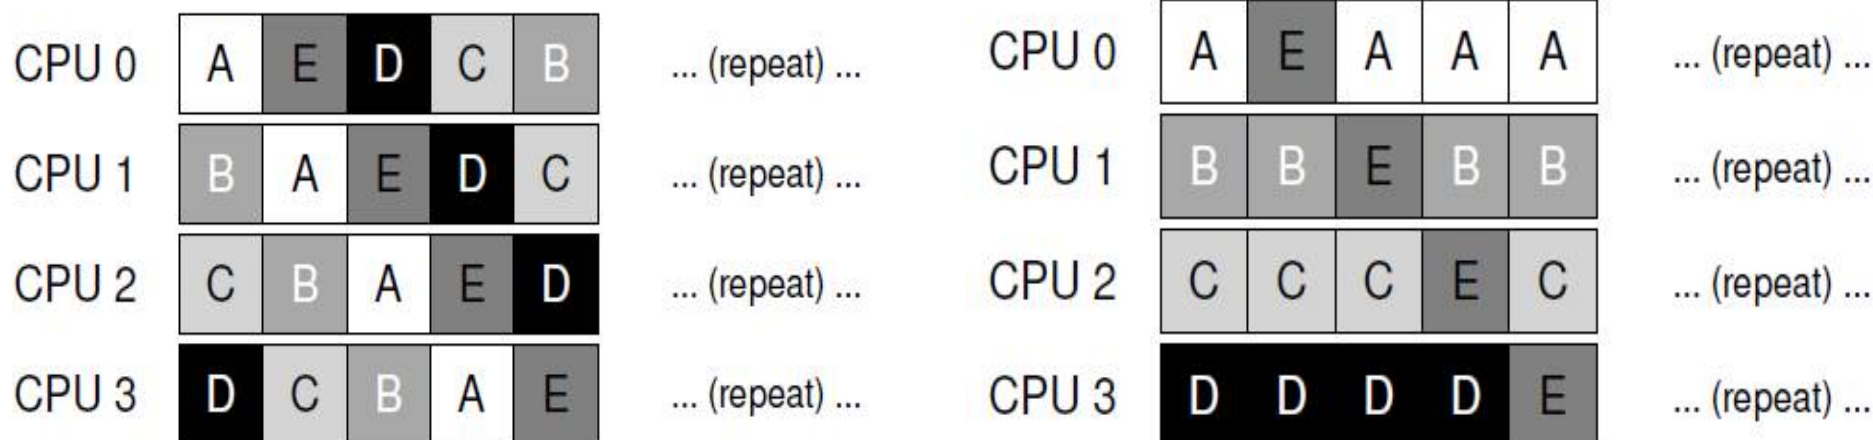 CPU 0 A E D C B ... (repeat) ...
CPU 1 B A E D C ... (repeat) ...
CPU 2 C B A E D ... (repeat) ...
CPU 3 D C B A E ... (repeat) ...
CPU 0 A E A A A ... (repeat) ...
CPU 1 B B E B B ... (repeat) ...
CPU 2 C C C E C ... (repeat) ...
CPU 3 D D D D E ... (repeat) ...